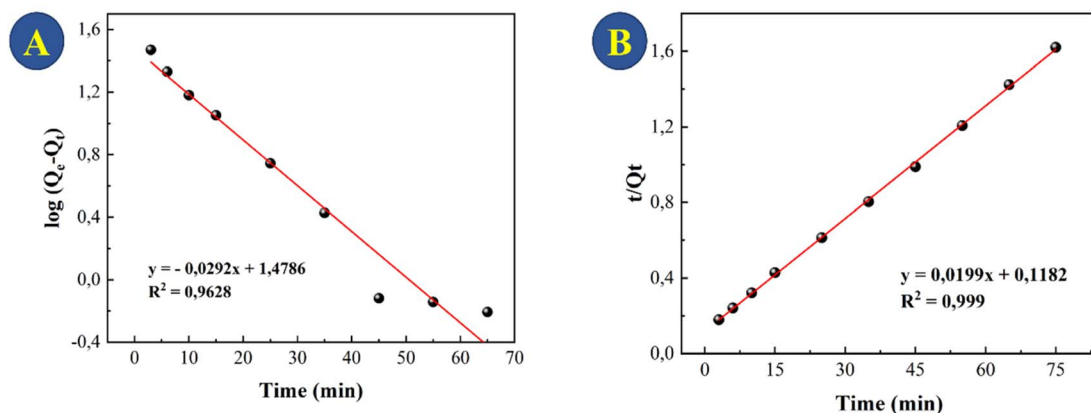 A
log (Qe-Qt)
1,6
1,2
0,8
0,4
0,0
-0,4
y = - 0,0292x + 1,4786
R² = 0,9628
0 10 20 30 40 50 60 70
Time (min)
B
t/Qt
1,6
1,2
0,8
0,4
0,0
y = 0,0199x + 0,1182
R² = 0,999
0 15 30 45 60 75
Time (min)